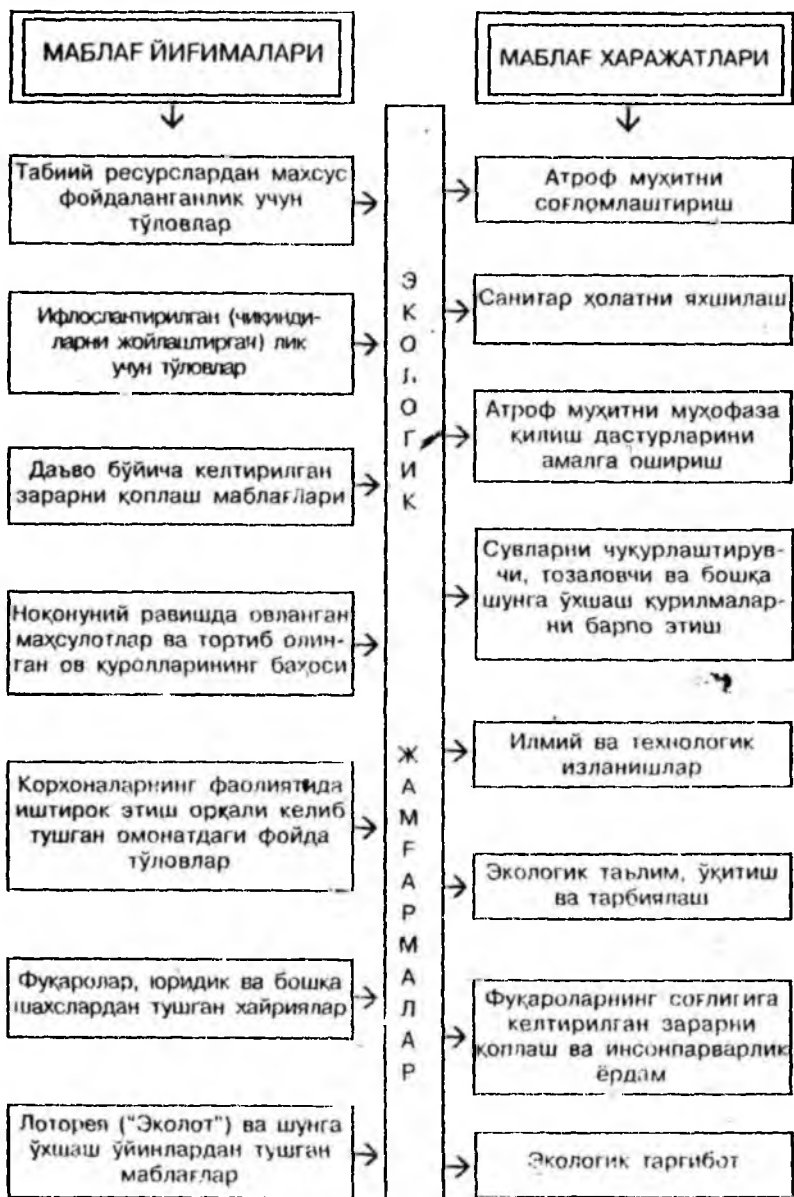 МАБЛАҒ ЙИҒИМАЛАРИ
Табиий ресурслардан махсус
фойдаланганлик учун
тўловлар
Ифлослантирилган (чиқинди-
ларни жойлаштиргач) лик
учун тўловлар
Даъво бўйича келтирилган
зарарни қоплаш маблағлари
Ноқонуний равишда овланган
маҳсулотлар ва тортиб олин-
ган ов қуролларининг баҳоси
Корхоналарнинг фаолиятида
иштирок этиш орқали келиб
тушган омонатдаги фойда
тўловлар
Фуқаролар, юридик ва бошқа
шахслардан тушган хайриялар
Лоторея (“Эколот”) ва шунга
ўхшаш ўйинлардан тушган
маблағлар
ЭКОЛОГИК
ЖАМҒАРМАЛАР
МАБЛАҒ ХАРАЖАТЛАРИ
Атроф муҳитни
соғломлаштириш
Санитар ҳолатни яхшилаш
Атроф муҳитни муҳофаза
қилиш дастурларини
амалга ошириш
Сувларни чуқурлаштирув-
чи, тозаловчи ва бошқа
шунга ўхшаш қурилмалар-
ни барпо этиш
Илмий ва технологик
изланишлар
Экологик таълим, ўқитиш
ва тарбиялаш
Фуқароларнинг соғлигига
келтирилган зарарни
қоплаш ва инсонпарварлик
ёрдам
Экологик тарғибот